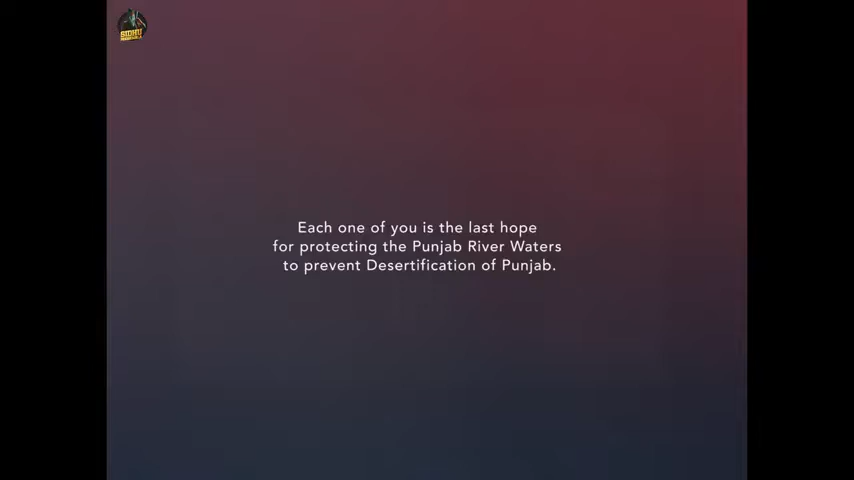 SIDHU
Each one of you is the last hope
for protecting the Punjab River Waters
to prevent Desertification of Punjab.